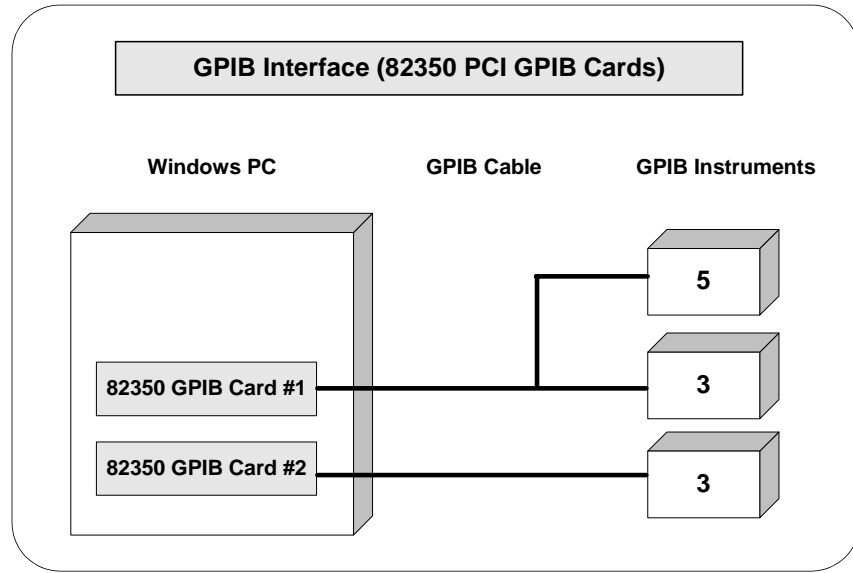 GPIB Interface (82350 PCI GPIB Cards)
Windows PC
GPIB Cable
GPIB Instruments
5
82350 GPIB Card #1
3
82350 GPIB Card #2
3